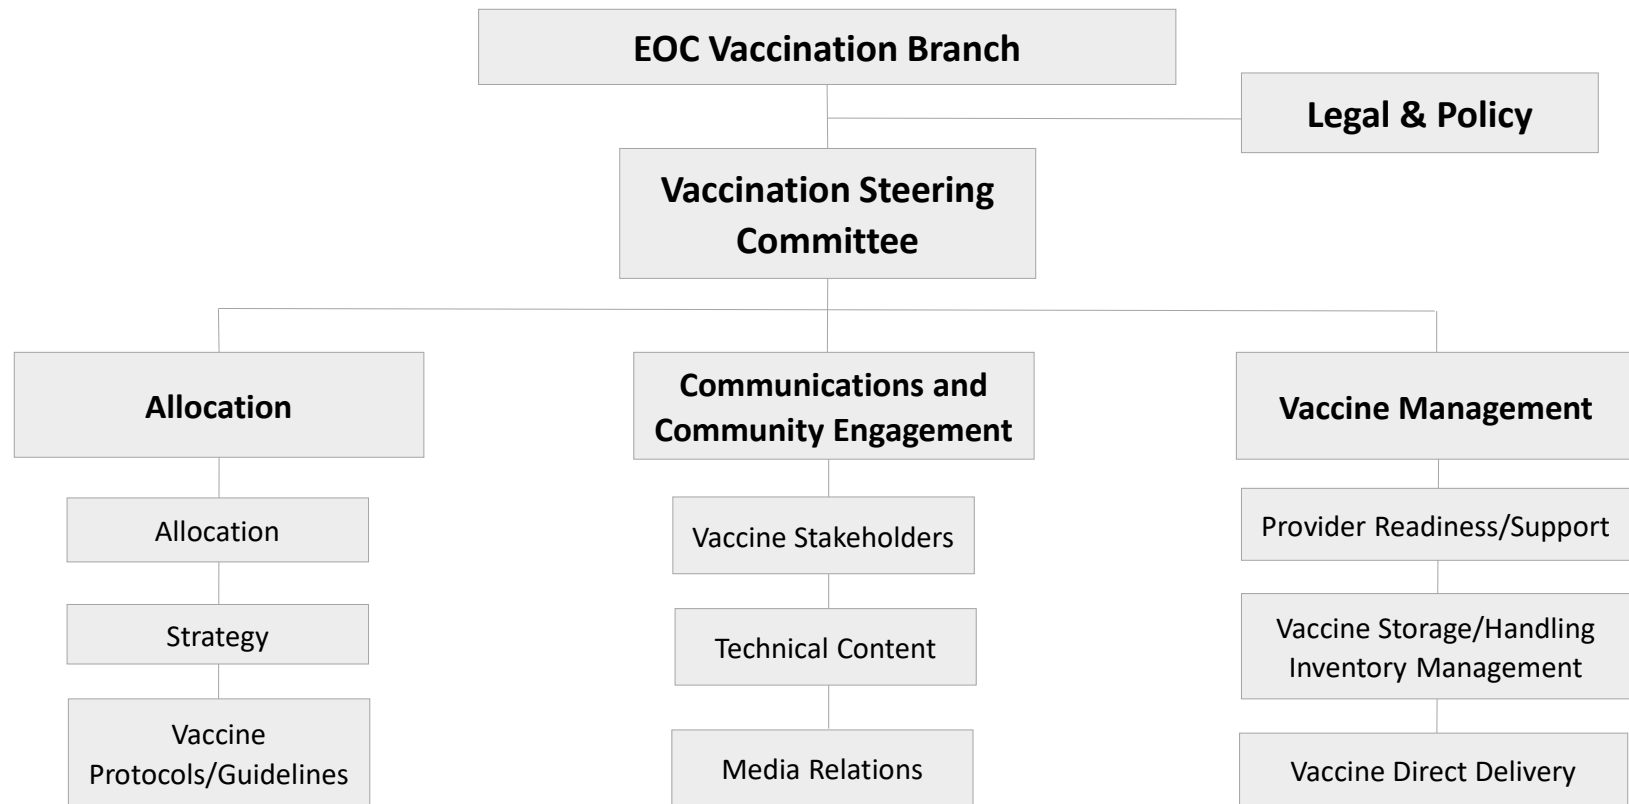 EOC Vaccination Branch
Legal & Policy
Vaccination Steering
Committee
Allocation
Communications and
Community Engagement
Vaccine Management
Allocation
Strategy
Vaccine
Protocols/Guidelines
Vaccine Stakeholders
Technical Content
Media Relations
Provider Readiness/Support
Vaccine Storage/Handling
Inventory Management
Vaccine Direct Delivery